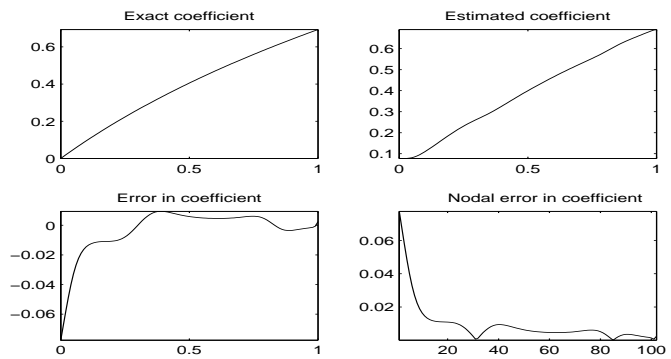 Exact coefficient
0.6
0.4
0.2
0
0 0.5 1
Estimated coefficient
0.6
0.5
0.4
0.3
0.2
0.1
0 0.5 1
Error in coefficient
0
−0.02
−0.04
−0.06
0 0.5 1
Nodal error in coefficient
0.06
0.04
0.02
20 40 60 80 100